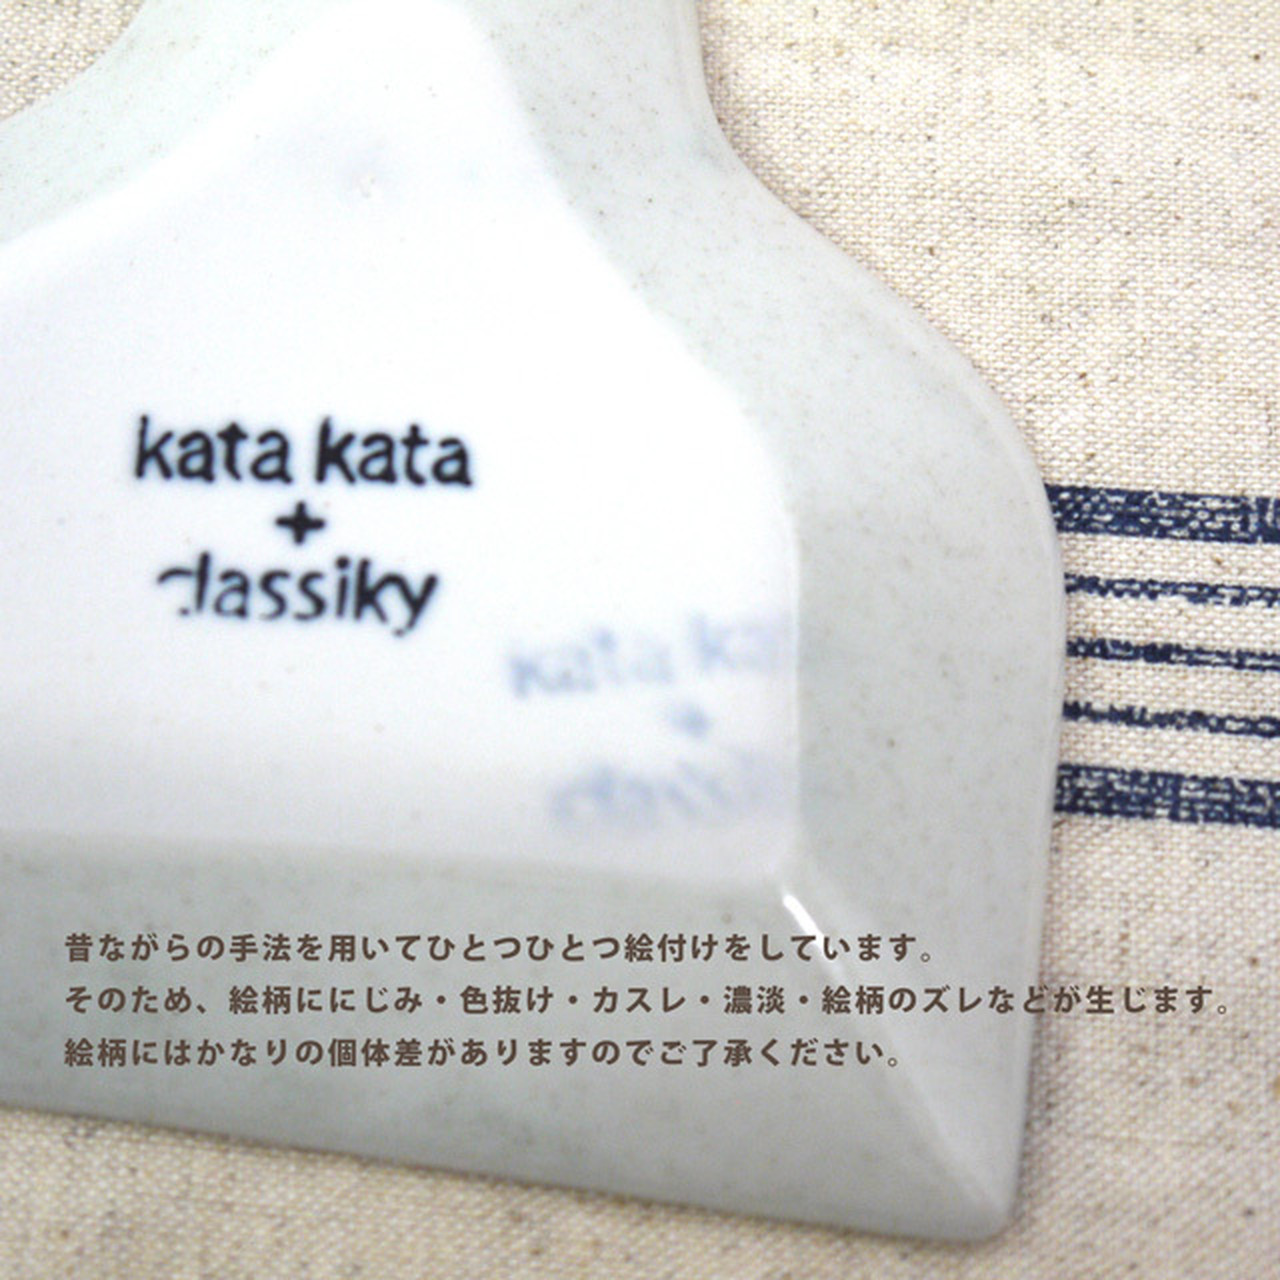 kata kata
+
classiky
kata ka
+
昔ながらの手法を用いてひとつひとつ絵付けをしています。
そのため、絵柄ににじみ・色抜け・カスレ・濃淡・絵柄のズレなどが生じます。
絵柄にはかなりの個体差がありますのでご了承ください。